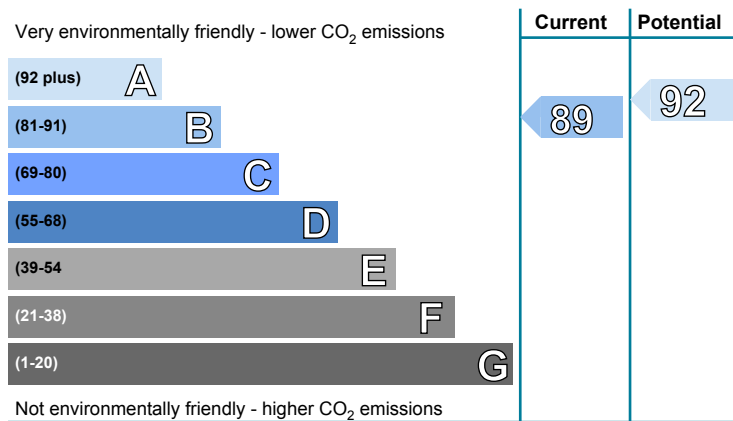 Very environmentally friendly - lower CO₂ emissions
Current
Potential
(92 plus) A
(81-91) B
(69-80) C
(55-68) D
(39-54 E
(21-38) F
(1-20) G
89
92
Not environmentally friendly - higher CO₂ emissions